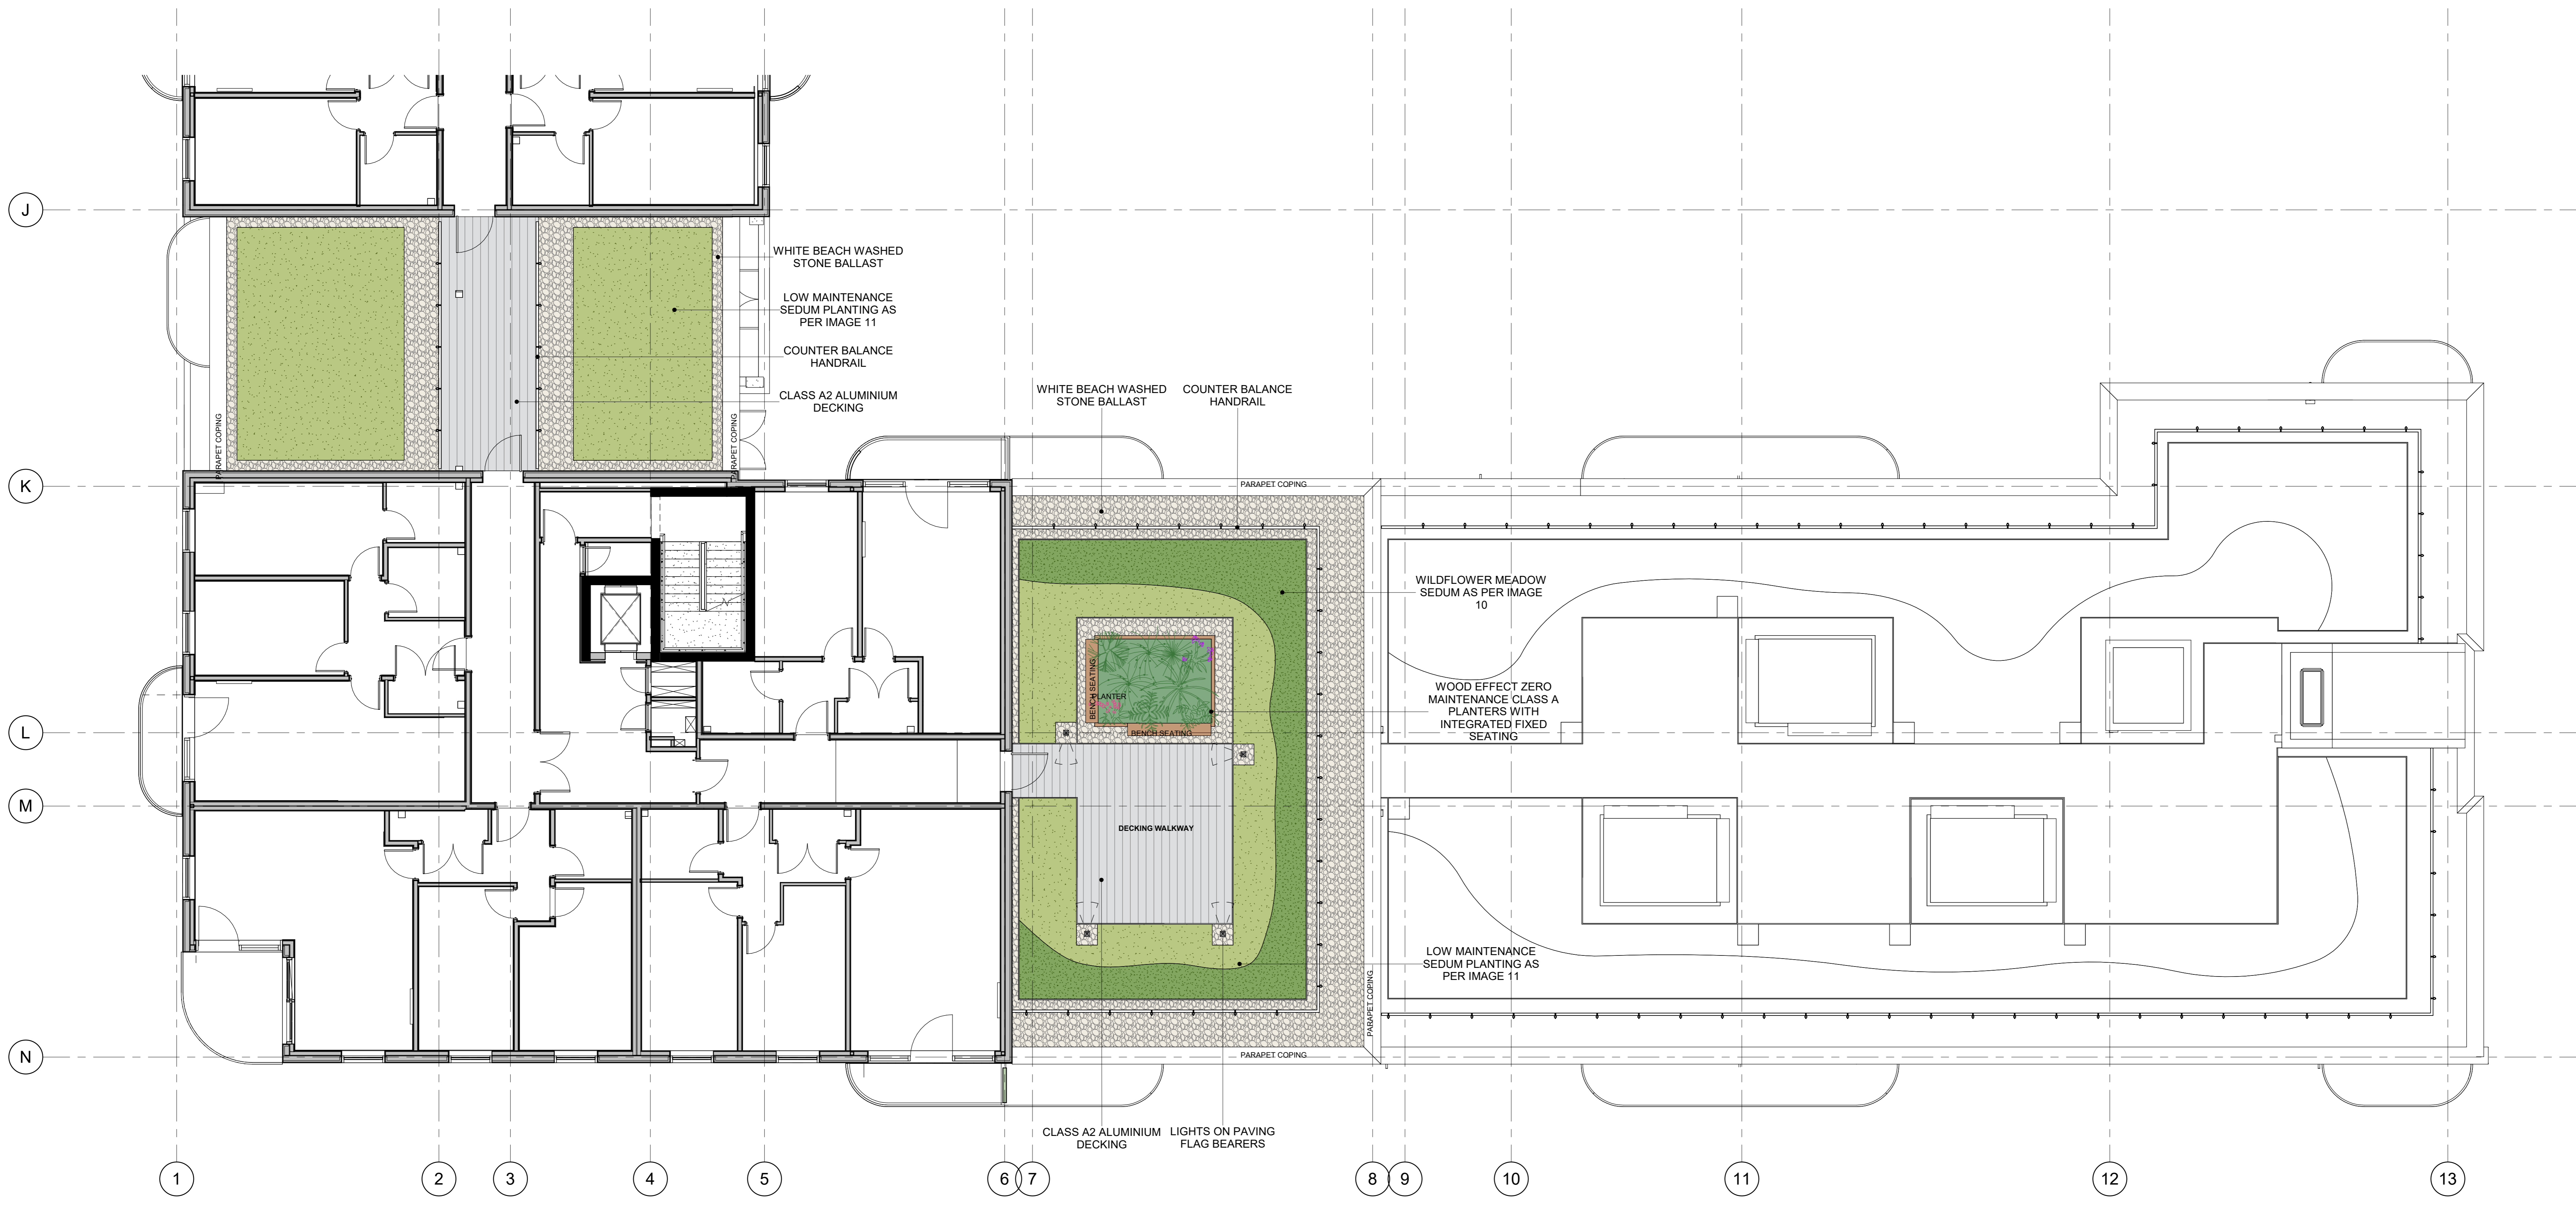 J
WHITE BEACH WASHED
STONE BALLAST
LOW MAINTENANCE
SEDUM PLANTING AS
PER IMAGE 11
COUNTER BALANCE
HANDRAIL
CLASS A2 ALUMINIUM
DECKING
PARAPET COPING
PARAPET COPING
WHITE BEACH WASHED
STONE BALLAST
COUNTER BALANCE
HANDRAIL
K
PARAPET COPING
WILDFLOWER MEADOW
SEDUM AS PER IMAGE
10
BENCH SEATING
PLANTER
BENCH SEATING
WOOD EFFECT ZERO
MAINTENANCE CLASS A
PLANTERS WITH
INTEGRATED FIXED
SEATING
L
M
DECKING WALKWAY
LOW MAINTENANCE
SEDUM PLANTING AS
PER IMAGE 11
PARAPET COPING
N
PARAPET COPING
CLASS A2 ALUMINIUM
DECKING
LIGHTS ON PAVING
FLAG BEARERS
1
2
3
4
5
6
7
8
9
10
11
12
13